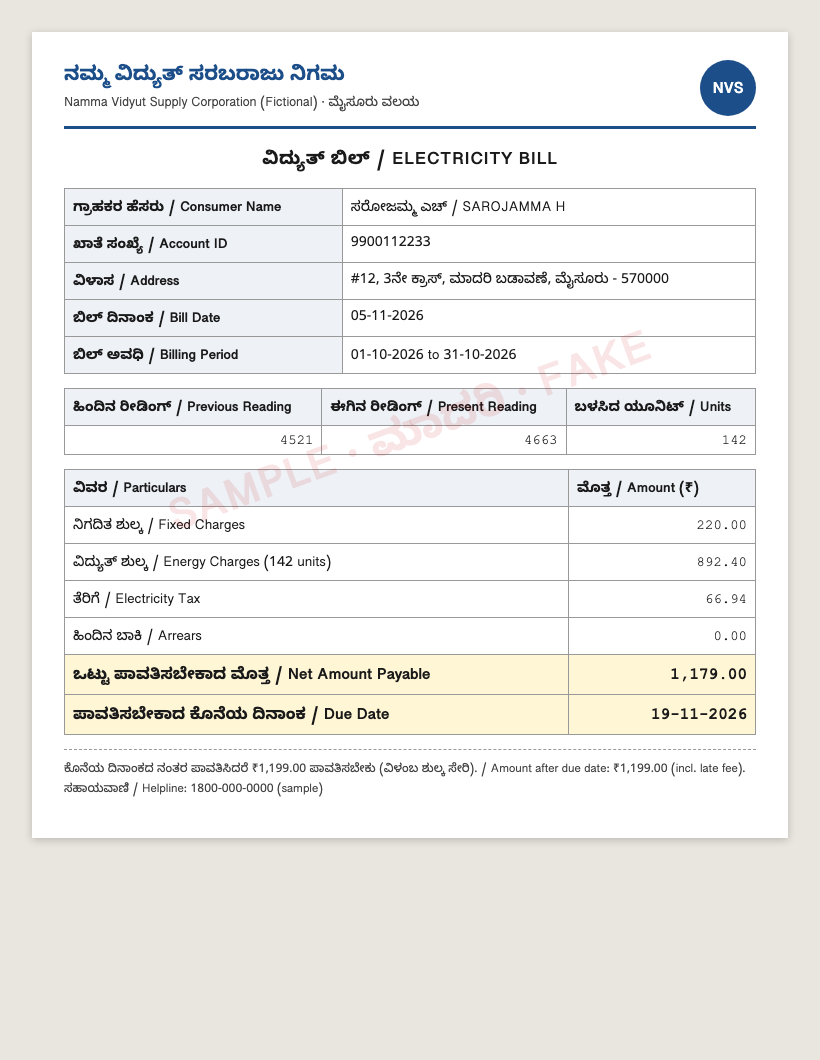 ನಮ್ಮ ವಿದ್ಯುತ್ ಸರಬರಾಜು ನಿಗಮ
NVS
Namma Vidyut Supply Corporation (Fictional) · ಮೈಸೂರು ವಲಯ
ವಿದ್ಯುತ್ ಬಿಲ್ / ELECTRICITY BILL
ಗ್ರಾಹಕರ ಹೆಸರು / Consumer Name ಸರೋಜಮ್ಮ ಎಚ್ / SAROJAMMA H
ಖಾತೆ ಸಂಖ್ಯೆ / Account ID 9900112233
ವಿಳಾಸ / Address #12, 3ನೇ ಕ್ರಾಸ್, ಮಾದರಿ ಬಡಾವಣೆ, ಮೈಸೂರು - 570000
ಬಿಲ್ ದಿನಾಂಕ / Bill Date 05-11-2026
ಬಿಲ್ ಅವಧಿ / Billing Period 01-10-2026 to 31-10-2026
SAMPLE · ಮಾದರಿ · FAKE
ಹಿಂದಿನ ರೀಡಿಂಗ್ / Previous Reading ಈಗಿನ ರೀಡಿಂಗ್ / Present Reading ಬಳಸಿದ ಯೂನಿಟ್ / Units
4521 4663 142
ವಿವರ / Particulars ಮೊತ್ತ / Amount (₹)
ನಿಗದಿತ ಶುಲ್ಕ / Fixed Charges 220.00
ವಿದ್ಯುತ್ ಶುಲ್ಕ / Energy Charges (142 units) 892.40
ತೆರಿಗೆ / Electricity Tax 66.94
ಹಿಂದಿನ ಬಾಕಿ / Arrears 0.00
ಒಟ್ಟು ಪಾವತಿಸಬೇಕಾದ ಮೊತ್ತ / Net Amount Payable 1,179.00
ಪಾವತಿಸಬೇಕಾದ ಕೊನೆಯ ದಿನಾಂಕ / Due Date 19-11-2026
ಕೊನೆಯ ದಿನಾಂಕದ ನಂತರ ಪಾವತಿಸಿದರೆ ₹1,199.00 ಪಾವತಿಸಬೇಕು (ವಿಳಂಬ ಶುಲ್ಕ ಸೇರಿ). / Amount after due date: ₹1,199.00 (incl. late fee).
ಸಹಾಯವಾಣಿ / Helpline: 1800-000-0000 (sample)